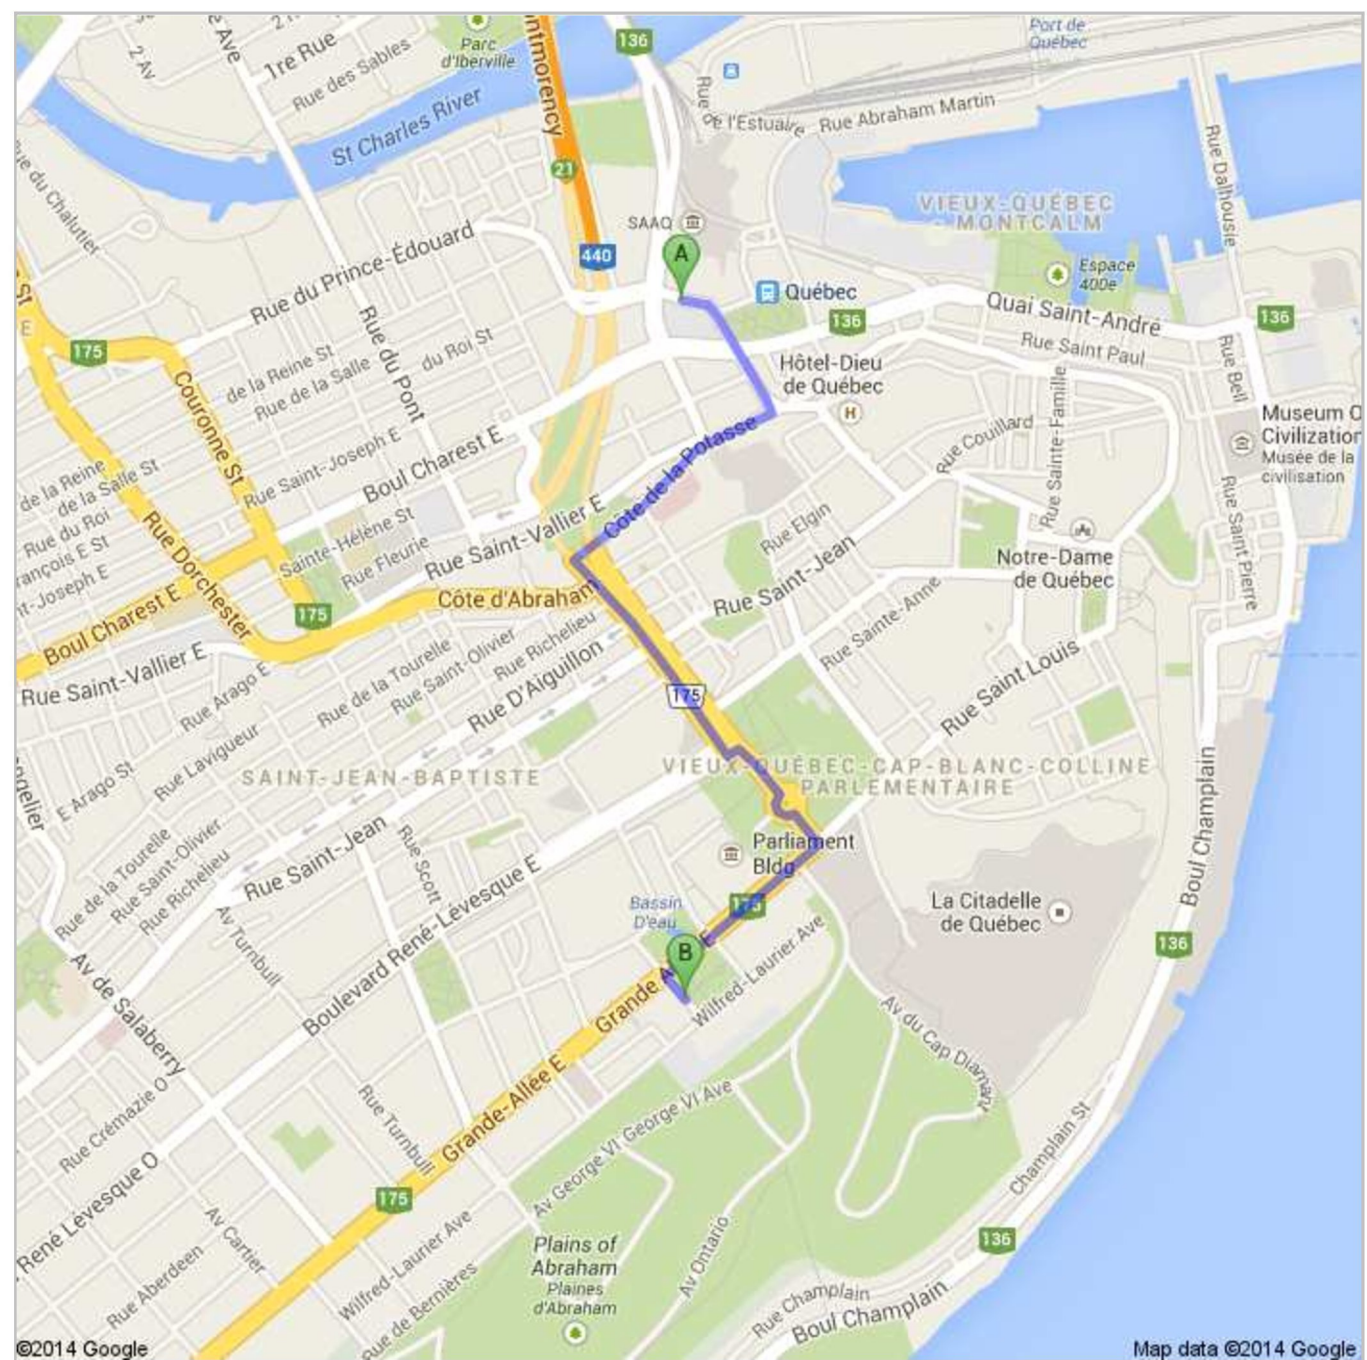 136
Port de
Québec
Parc
d'Iberville
1re Rue
Rue des Sables
2 Av
St Charles River
Rue Abraham Martin
Rue Dalhousie
21
VIEUX-QUÉBEC
- MONTCALM
SAAQ
A
440
Rue du Prince-Édouard
Québec
Espace
400e
136
Quai Saint-André
136
175
Rue du Pont
du Roi St
de la Reine St
Rue de la Salle
Rue Saint Paul
Hôtel-Dieu
de Québec
H
Rue Bell
Couronne St
Rue Saint-Joseph E
Boul Charest E
Côte de la Potasse
Rue Couillard
Rue Sainte-Famille
Civilization
Musée de la
civilisation
de la Reine
de la Salle St
Rue du Roi
Rue Dorchester
Sainte-Hélène St
Rue Fleurie
Rue Saint-Vallier E
Rue Elgin
Rue Saint-Jean
Notre-Dame
de Québec
Rue Saint Pierre
Boul Charest E
175
Côte d'Abraham
Rue Saint-Vallier E
Rue Arago E
Rue de la Tourelle
Rue Saint-Olivier
Rue Richelieu
Rue D'Aiguillon
Rue Sainte-Anne
Rue Saint Louis
175
Rue Lavigueur
E Arago St
SAINT-JEAN-BAPTISTE
VIEUX-QUÉBEC-CAP-BLANC-COLLINE
PARLEMENTAIRE
Boul Champlain
Rue de la Tourelle
Rue Saint-Olivier
Rue Richelieu
Rue Saint-Jean
Rue Scott
Parliament
Bldg
Boulevard René-Lévesque E
Bassin
D'eau
175
La Citadelle
de Québec
136
Av Turnbull
B
Wilfred-Laurier Ave
Av de Salaberry
Grande
Av du Cap Diamant
Grande-Allée E
Rue Crémazie O
Rue Turnbull
Av George VI
George VI Ave
Champlain St
René Lévesque O
175
Av Cartier
Rue Aberdeen
Wilfred-Laurier Ave
Plains of
Abraham
Plaines
d'Abraham
Av Ontario
136
Rue Champlain
Boul Champlain
Rue de Bernières
©2014 Google
Map data ©2014 Google